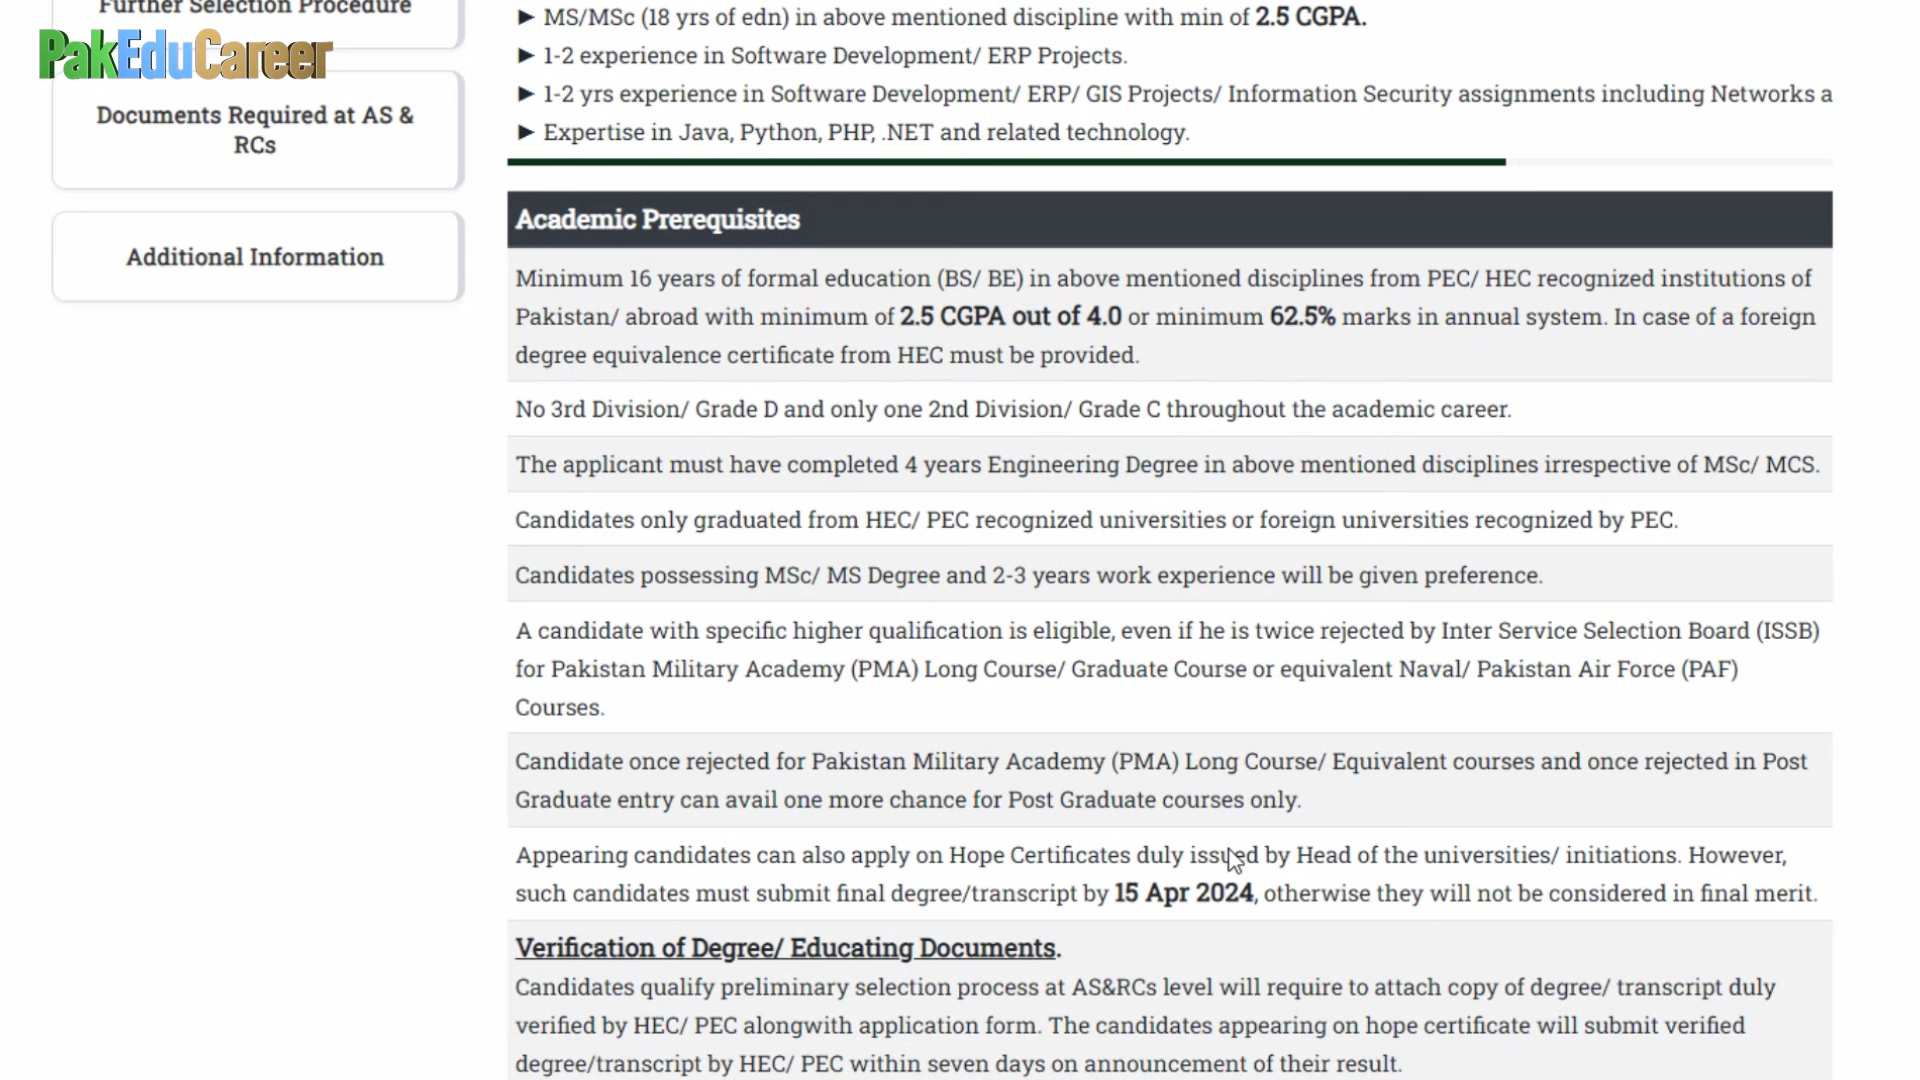 Further Selection Procedure
PakEduCareer
Documents Required at AS &
RCs
Additional Information
► MS/MSc (18 yrs of edn) in above mentioned discipline with min of 2.5 CGPA.
► 1-2 experience in Software Development/ ERP Projects.
► 1-2 yrs experience in Software Development/ ERP/ GIS Projects/ Information Security assignments including Networks a
► Expertise in Java, Python, PHP, .NET and related technology.
Academic Prerequisites
Minimum 16 years of formal education (BS/ BE) in above mentioned disciplines from PEC/ HEC recognized institutions of
Pakistan/ abroad with minimum of 2.5 CGPA out of 4.0 or minimum 62.5% marks in annual system. In case of a foreign
degree equivalence certificate from HEC must be provided.
No 3rd Division/ Grade D and only one 2nd Division/ Grade C throughout the academic career.
The applicant must have completed 4 years Engineering Degree in above mentioned disciplines irrespective of MSc/ MCS.
Candidates only graduated from HEC/ PEC recognized universities or foreign universities recognized by PEC.
Candidates possessing MSc/ MS Degree and 2-3 years work experience will be given preference.
A candidate with specific higher qualification is eligible, even if he is twice rejected by Inter Service Selection Board (ISSB)
for Pakistan Military Academy (PMA) Long Course/ Graduate Course or equivalent Naval/ Pakistan Air Force (PAF)
Courses.
Candidate once rejected for Pakistan Military Academy (PMA) Long Course/ Equivalent courses and once rejected in Post
Graduate entry can avail one more chance for Post Graduate courses only.
Appearing candidates can also apply on Hope Certificates duly issued by Head of the universities/ initiations. However,
such candidates must submit final degree/transcript by 15 Apr 2024, otherwise they will not be considered in final merit.
Verification of Degree/ Educating Documents.
Candidates qualify preliminary selection process at AS&RCs level will require to attach copy of degree/ transcript duly
verified by HEC/ PEC alongwith application form. The candidates appearing on hope certificate will submit verified
degree/transcript by HEC/ PEC within seven days on announcement of their result.